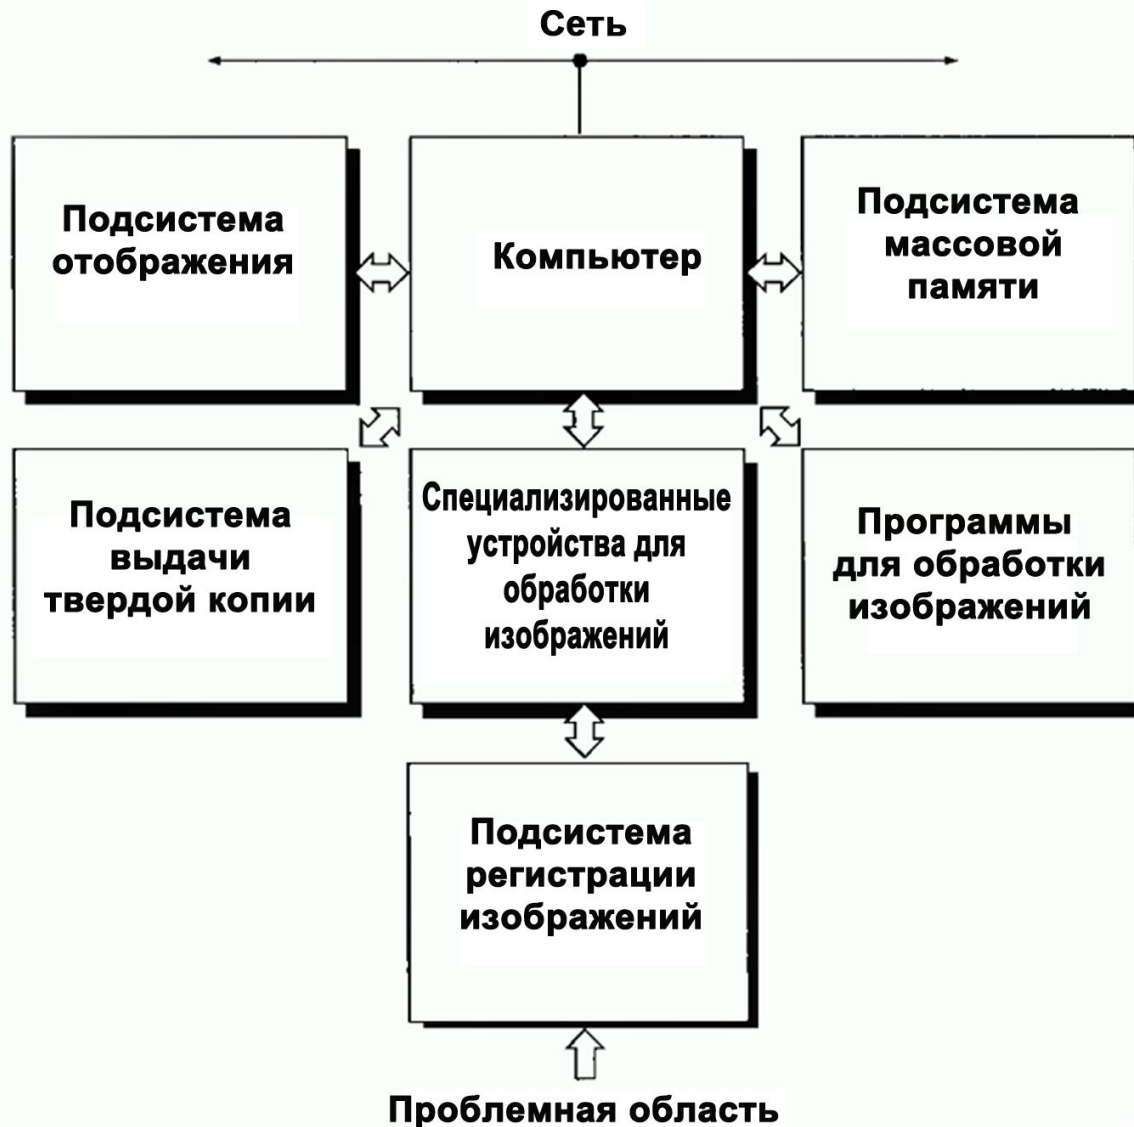 Сеть
Подсистема
отображения
Компьютер
Подсистема
массовой
памяти
Подсистема
выдачи
твердой копии
Специализированные
устройства для
обработки
изображений
Программы
для обработки
изображений
Подсистема
регистрации
изображений
Проблемная область